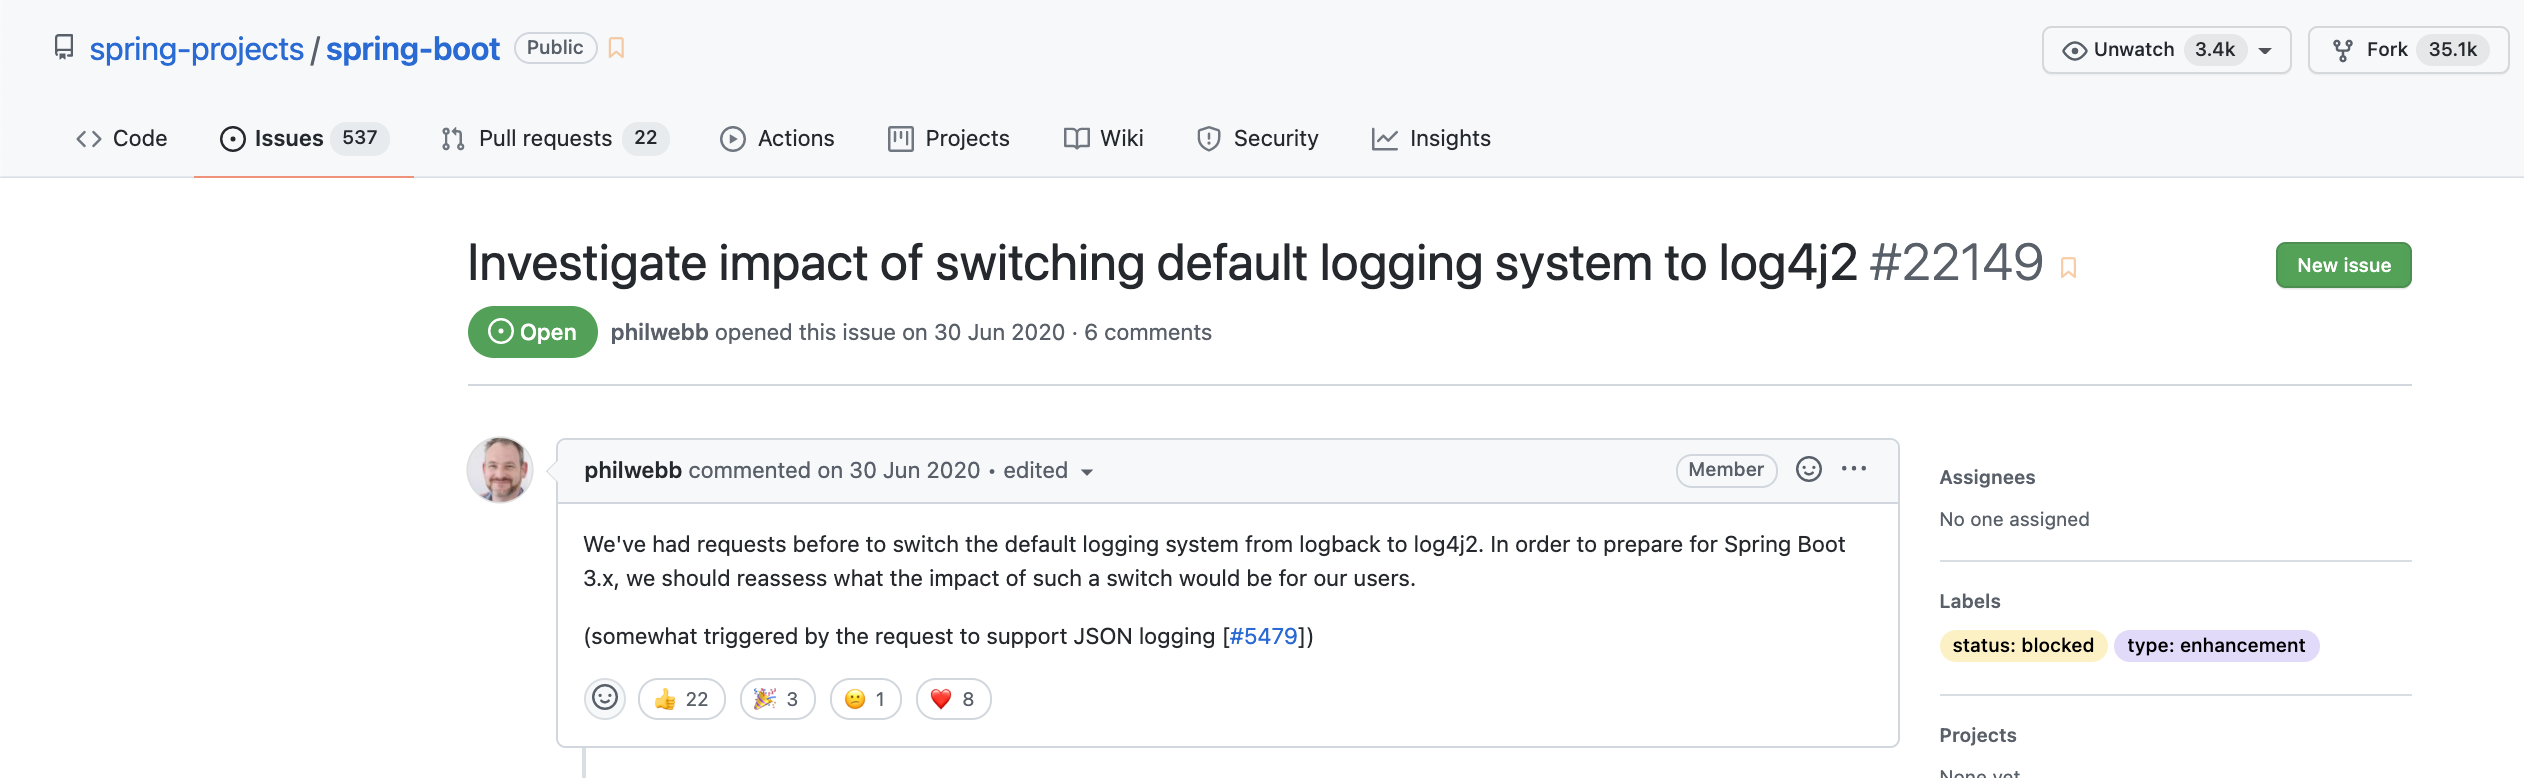 spring-projects / spring-boot Public
Unwatch 3.4k
Fork 35.1k
Code
Issues 537
Pull requests 22
Actions
Projects
Wiki
Security
Insights
Investigate impact of switching default logging system to log4j2 #22149
New issue
Open
philwebb opened this issue on 30 Jun 2020 · 6 comments
philwebb commented on 30 Jun 2020 • edited
Member
We've had requests before to switch the default logging system from logback to log4j2. In order to prepare for Spring Boot
3.x, we should reassess what the impact of such a switch would be for our users.
(somewhat triggered by the request to support JSON logging [#5479])
👍 22
🎉 3
😕 1
❤️ 8
Assignees
No one assigned
Labels
status: blocked
type: enhancement
Projects
None yet